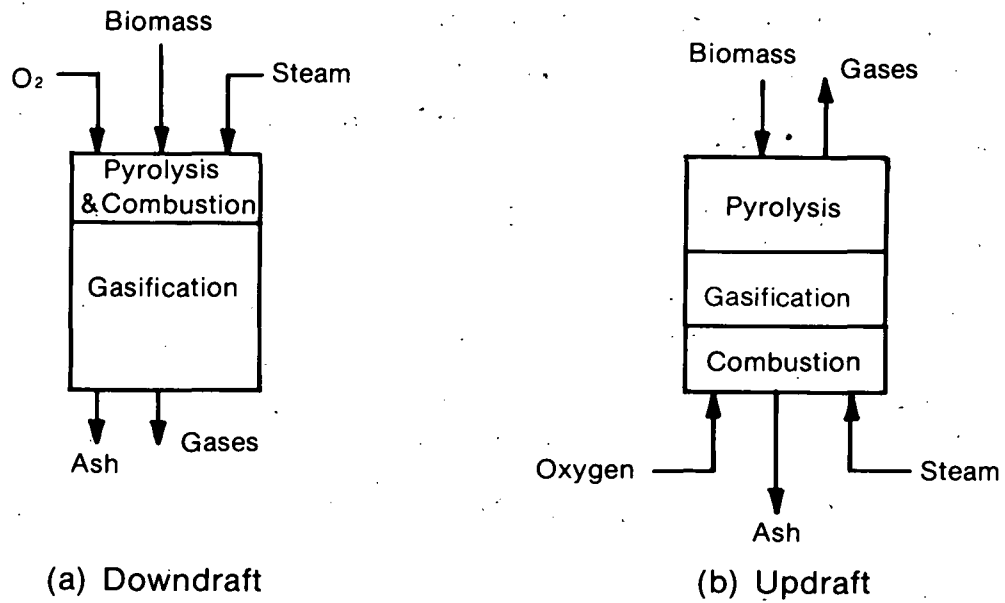 Biomass
O₂
Steam
Pyrolysis
& Combustion
Gasification
Ash
Gases
(a) Downdraft
Biomass
Gases
Pyrolysis
Gasification
Combustion
Oxygen
Steam
Ash
(b) Updraft